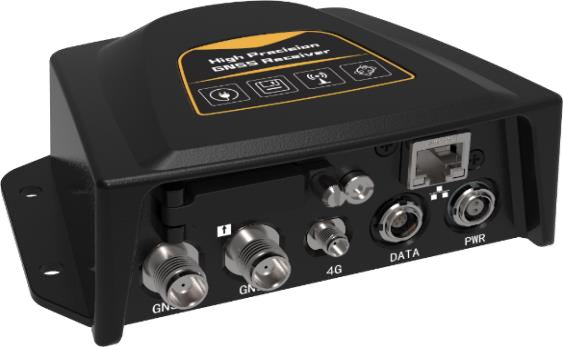 High Precision
GNSS Receiver
4G
DATA
PWR